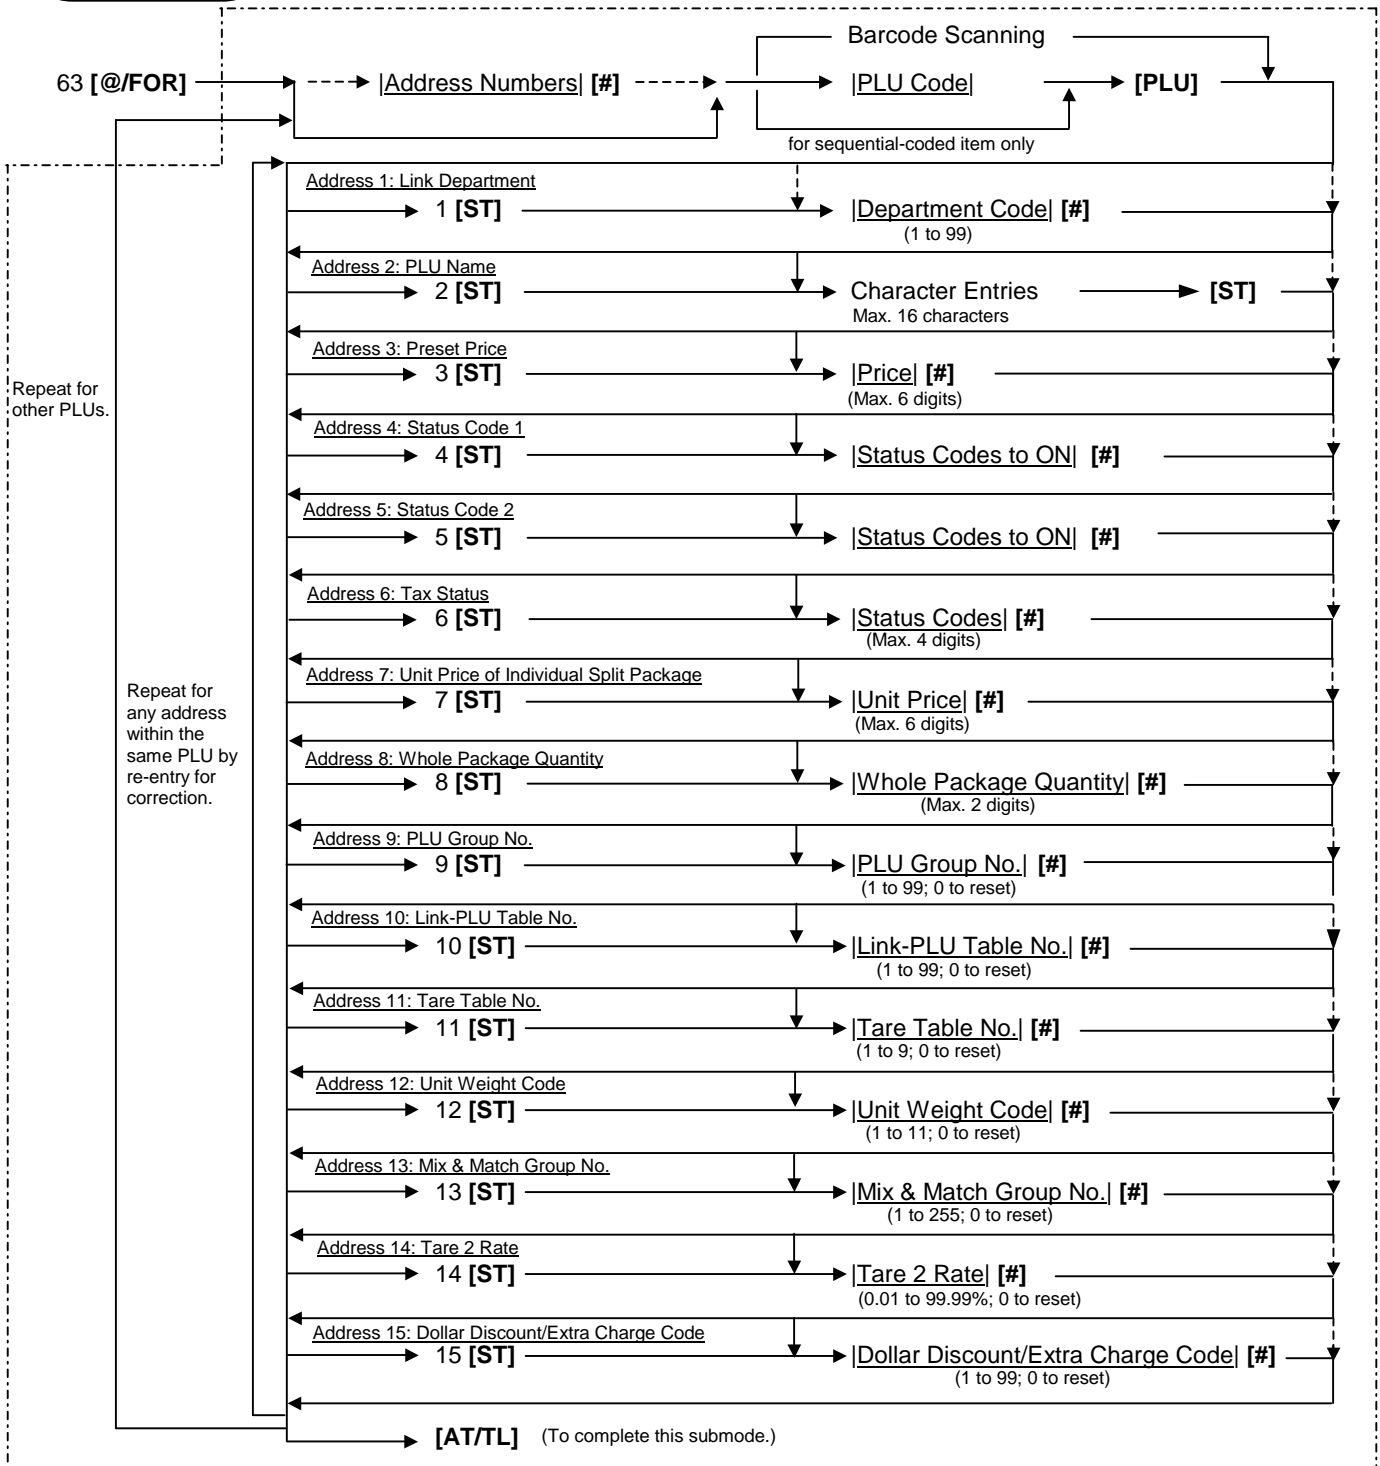 Barcode Scanning
63 [@/FOR] |Address Numbers| [#] |PLU Code| [PLU]
for sequential-coded item only
Address 1: Link Department
1 [ST] |Department Code| [#]
(1 to 99)
Address 2: PLU Name
2 [ST] Character Entries [ST]
Max. 16 characters
Address 3: Preset Price
3 [ST] |Price| [#]
(Max. 6 digits)
Repeat for
other PLUs.
Address 4: Status Code 1
4 [ST] |Status Codes to ON| [#]
Address 5: Status Code 2
5 [ST] |Status Codes to ON| [#]
Address 6: Tax Status
6 [ST] |Status Codes| [#]
(Max. 4 digits)
Address 7: Unit Price of Individual Split Package
7 [ST] |Unit Price| [#]
(Max. 6 digits)
Repeat for
any address
within the
same PLU by
re-entry for
correction.
Address 8: Whole Package Quantity
8 [ST] |Whole Package Quantity| [#]
(Max. 2 digits)
Address 9: PLU Group No.
9 [ST] |PLU Group No.| [#]
(1 to 99; 0 to reset)
Address 10: Link-PLU Table No.
10 [ST] |Link-PLU Table No.| [#]
(1 to 99; 0 to reset)
Address 11: Tare Table No.
11 [ST] |Tare Table No.| [#]
(1 to 9; 0 to reset)
Address 12: Unit Weight Code
12 [ST] |Unit Weight Code| [#]
(1 to 11; 0 to reset)
Address 13: Mix & Match Group No.
13 [ST] |Mix & Match Group No.| [#]
(1 to 255; 0 to reset)
Address 14: Tare 2 Rate
14 [ST] |Tare 2 Rate| [#]
(0.01 to 99.99%; 0 to reset)
Address 15: Dollar Discount/Extra Charge Code
15 [ST] |Dollar Discount/Extra Charge Code| [#]
(1 to 99; 0 to reset)
[AT/TL] (To complete this submode.)